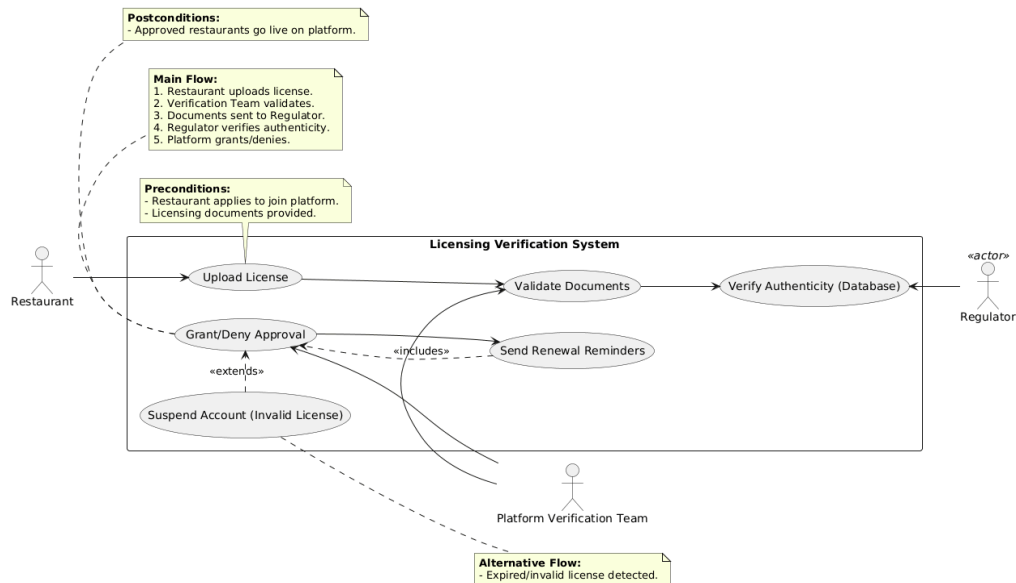 Postconditions:
- Approved restaurants go live on platform.
Main Flow:
1. Restaurant uploads license.
2. Verification Team validates.
3. Documents sent to Regulator.
4. Regulator verifies authenticity.
5. Platform grants/denies.
Preconditions:
- Restaurant applies to join platform.
- Licensing documents provided.
Licensing Verification System
«actor»
Restaurant
Upload License
Validate Documents
Verify Authenticity (Database)
Regulator
Grant/Deny Approval
«includes»
Send Renewal Reminders
«extends»
Suspend Account (Invalid License)
Platform Verification Team
Alternative Flow:
- Expired/invalid license detected.